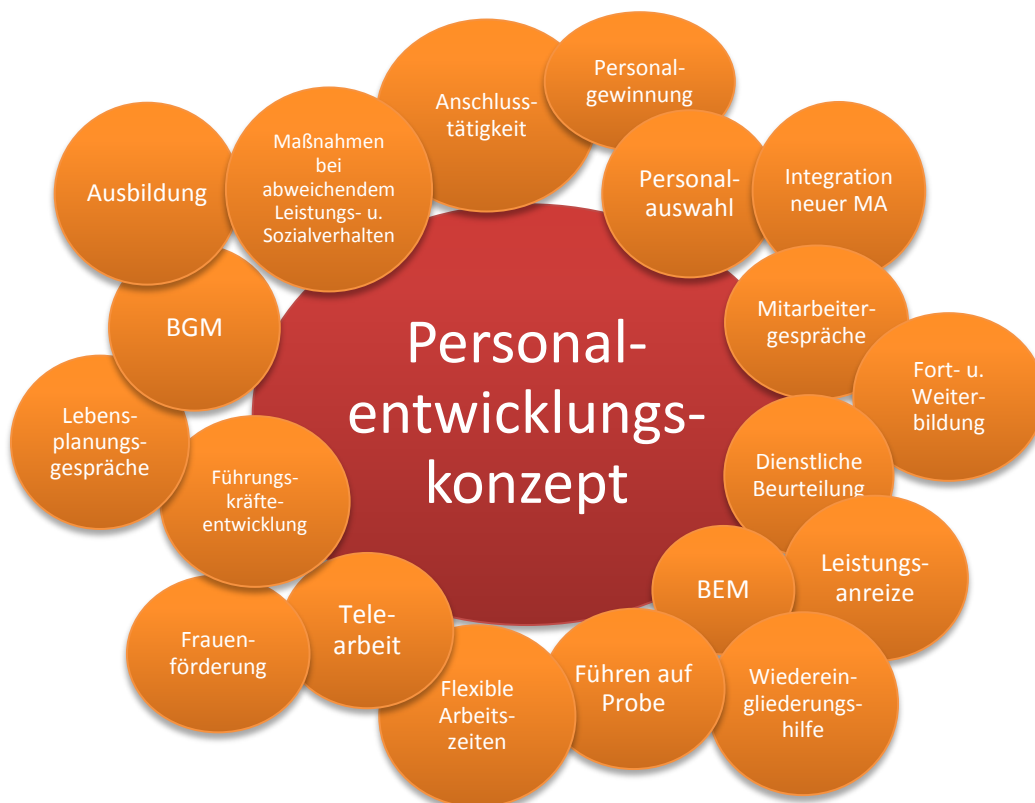 Personal-
gewinnung
Anschluss-
tätigkeit
Maßnahmen
bei
abweichendem
Leistungs- u.
Sozialverhalten
Ausbildung
Personal-
auswahl
Integration
neuer MA
BGM
Mitarbeiter-
gespräche
Personal-
entwicklungs-
konzept
Fort- u.
Weiter-
bildung
Lebens-
planungs-
gespräche
Führungs-
kräfte-
entwicklung
Dienstliche
Beurteilung
Leistungs-
anreize
BEM
Tele-
arbeit
Frauen-
förderung
Flexible
Arbeits-
zeiten
Führen auf
Probe
Wiederein-
gliederungs-
hilfe